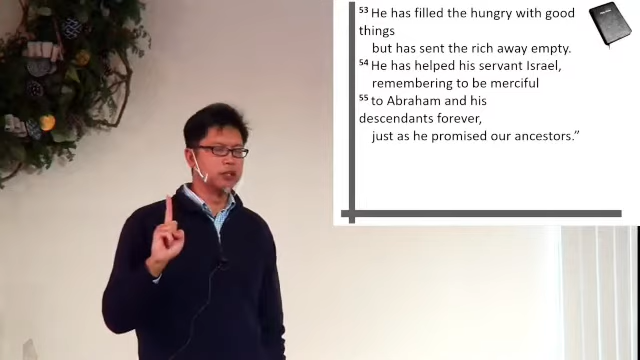 53 He has filled the hungry with good
things
but has sent the rich away empty.
54 He has helped his servant Israel,
remembering to be merciful
55 to Abraham and his
descendants forever,
just as he promised our ancestors.”